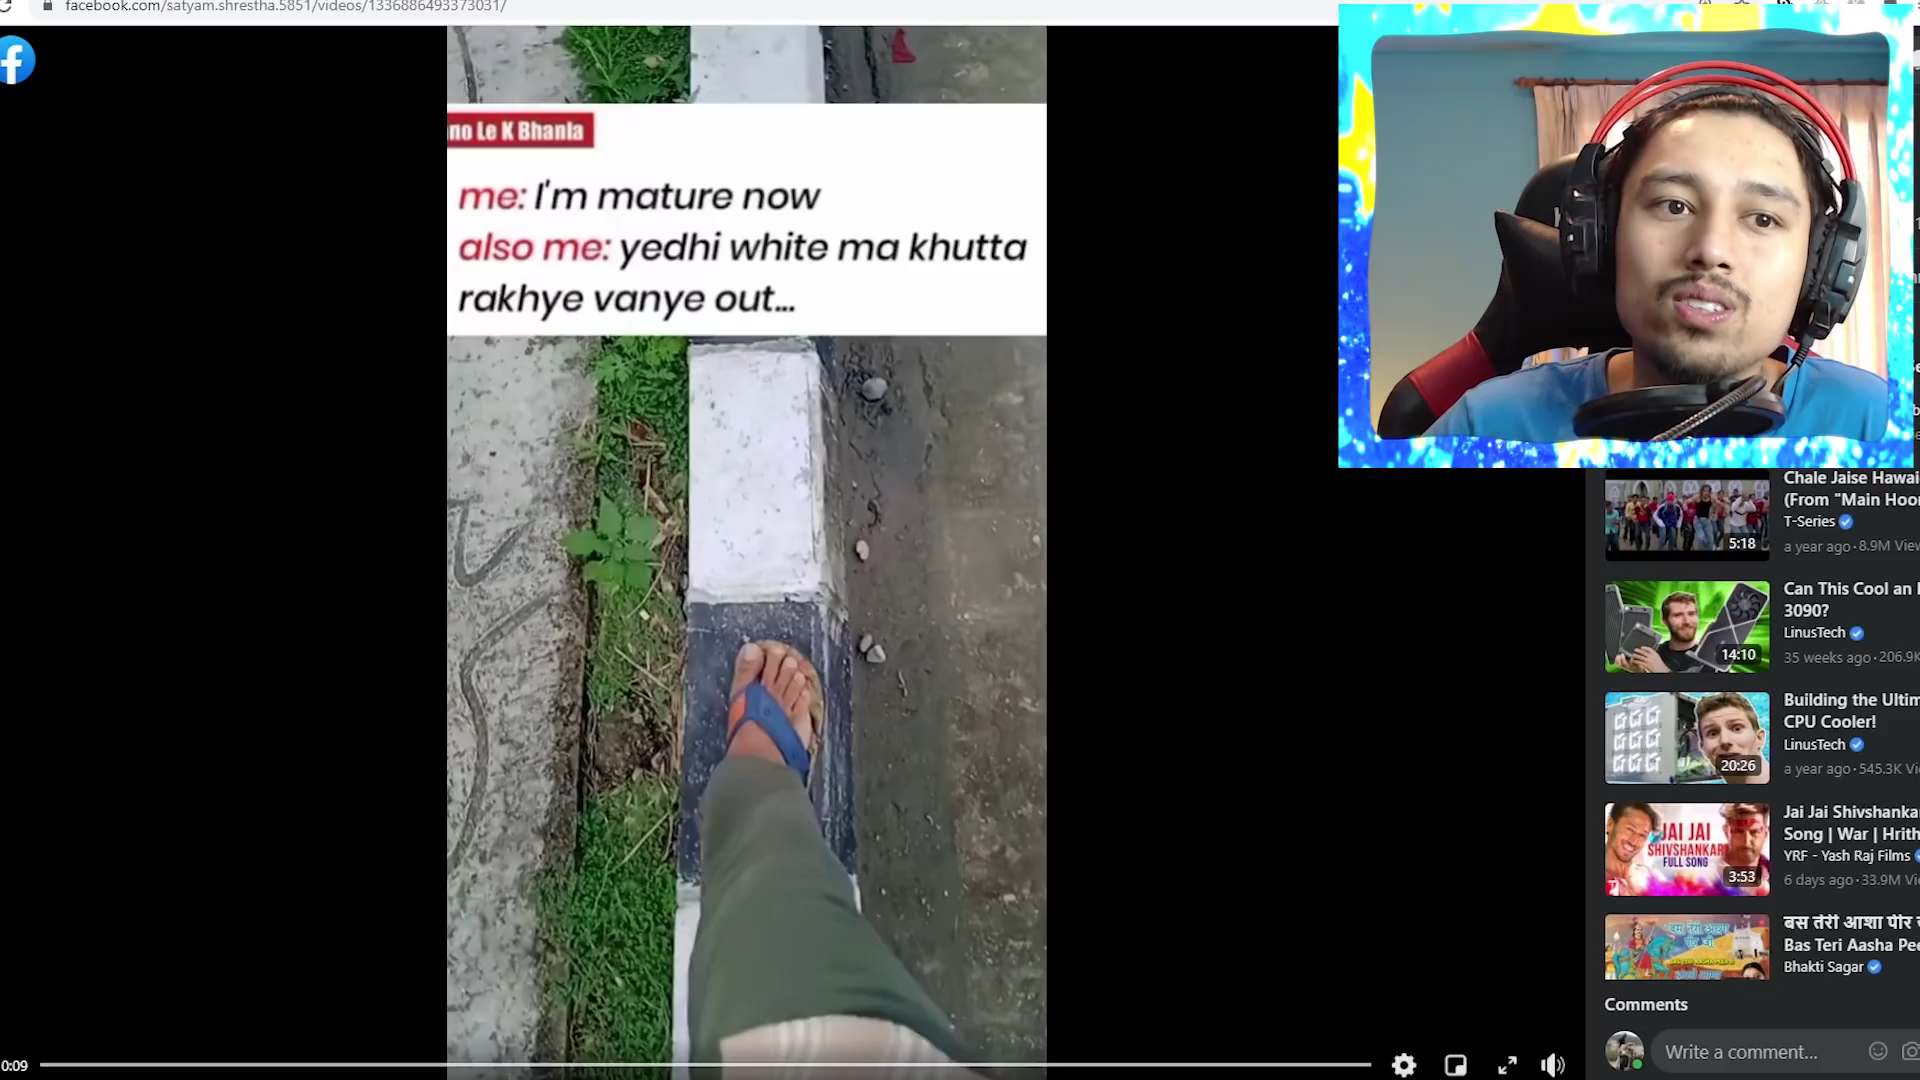 facebook.com/satyam.shrestha.5851/videos/1336886493373031/
no Le K Bhanla
me: I'm mature now
also me: yedhi white ma khutta
rakhye vanye out...
Chale Jaise Hawai
(From "Main Hoo
T-Series
5:18
a year ago · 8.9M View
Can This Cool an
3090?
LinusTech
14:10
35 weeks ago · 206.9K
Building the Ultim
CPU Cooler!
LinusTech
20:26
a year ago · 545.3K Vi
Jai Jai Shivshankar
Song | War | Hrith
JAI JAI
SHIVSHANKAR
FULL SONG
YRF - Yash Raj Films
3:53
6 days ago · 33.9M Vi
बस तेरी आशा पीर
Bas Teri Aasha Pee
Bhakti Sagar
Comments
Write a comment...
0:09